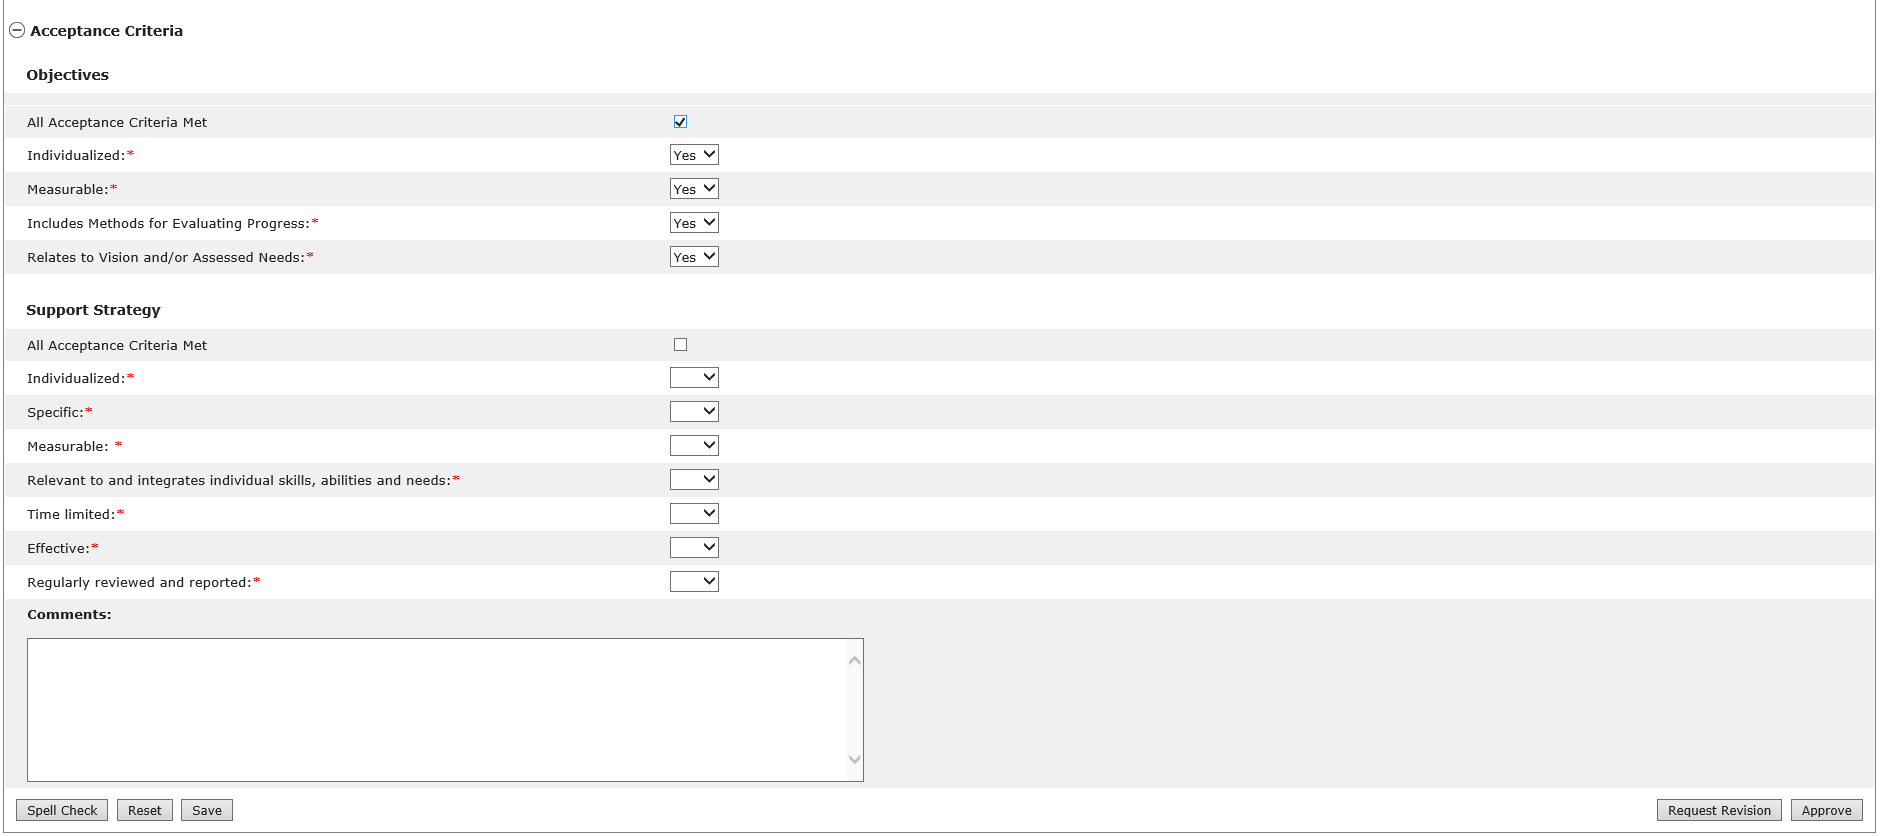 Acceptance Criteria
Objectives
All Acceptance Criteria Met
Individualized:* Yes
Measurable:* Yes
Includes Methods for Evaluating Progress:* Yes
Relates to Vision and/or Assessed Needs:* Yes
Support Strategy
All Acceptance Criteria Met
Individualized:*
Specific:*
Measurable: *
Relevant to and integrates individual skills, abilities and needs:*
Time limited:*
Effective:*
Regularly reviewed and reported:*
Comments:
Spell Check Reset Save Request Revision Approve